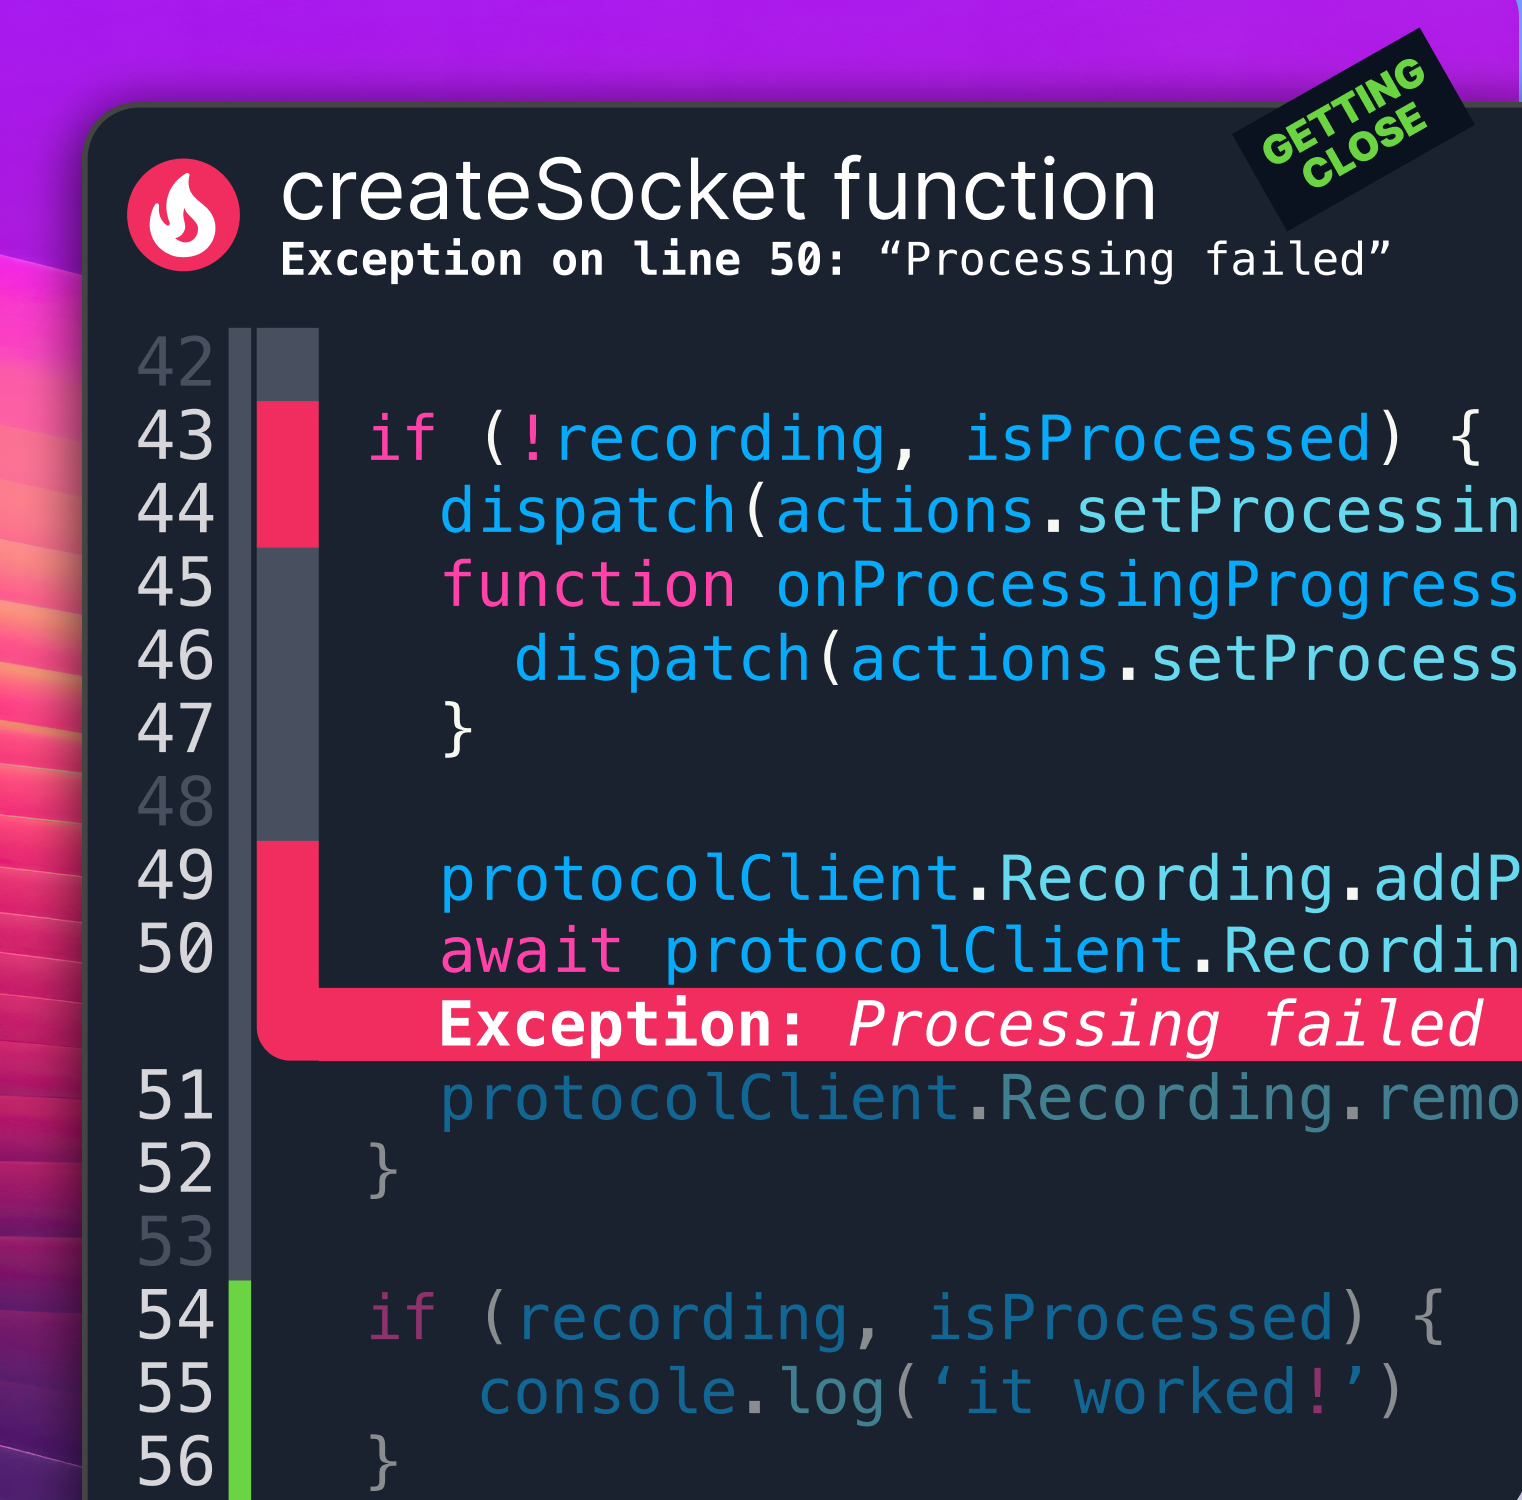 GETTING
CLOSE
createSocket function
Exception on line 50: “Processing failed”
42
43 if (!recording, isProcessed) {
44 dispatch(actions.setProcessin
45 function onProcessingProgress
46 dispatch(actions.setProcess
47 }
48
49 protocolClient.Recording.addP
50 await protocolClient.Recordin
Exception: Processing failed
51 protocolClient.Recording.remo
52 }
53
54 if (recording, isProcessed) {
55 console.log(‘it worked!’)
56 }